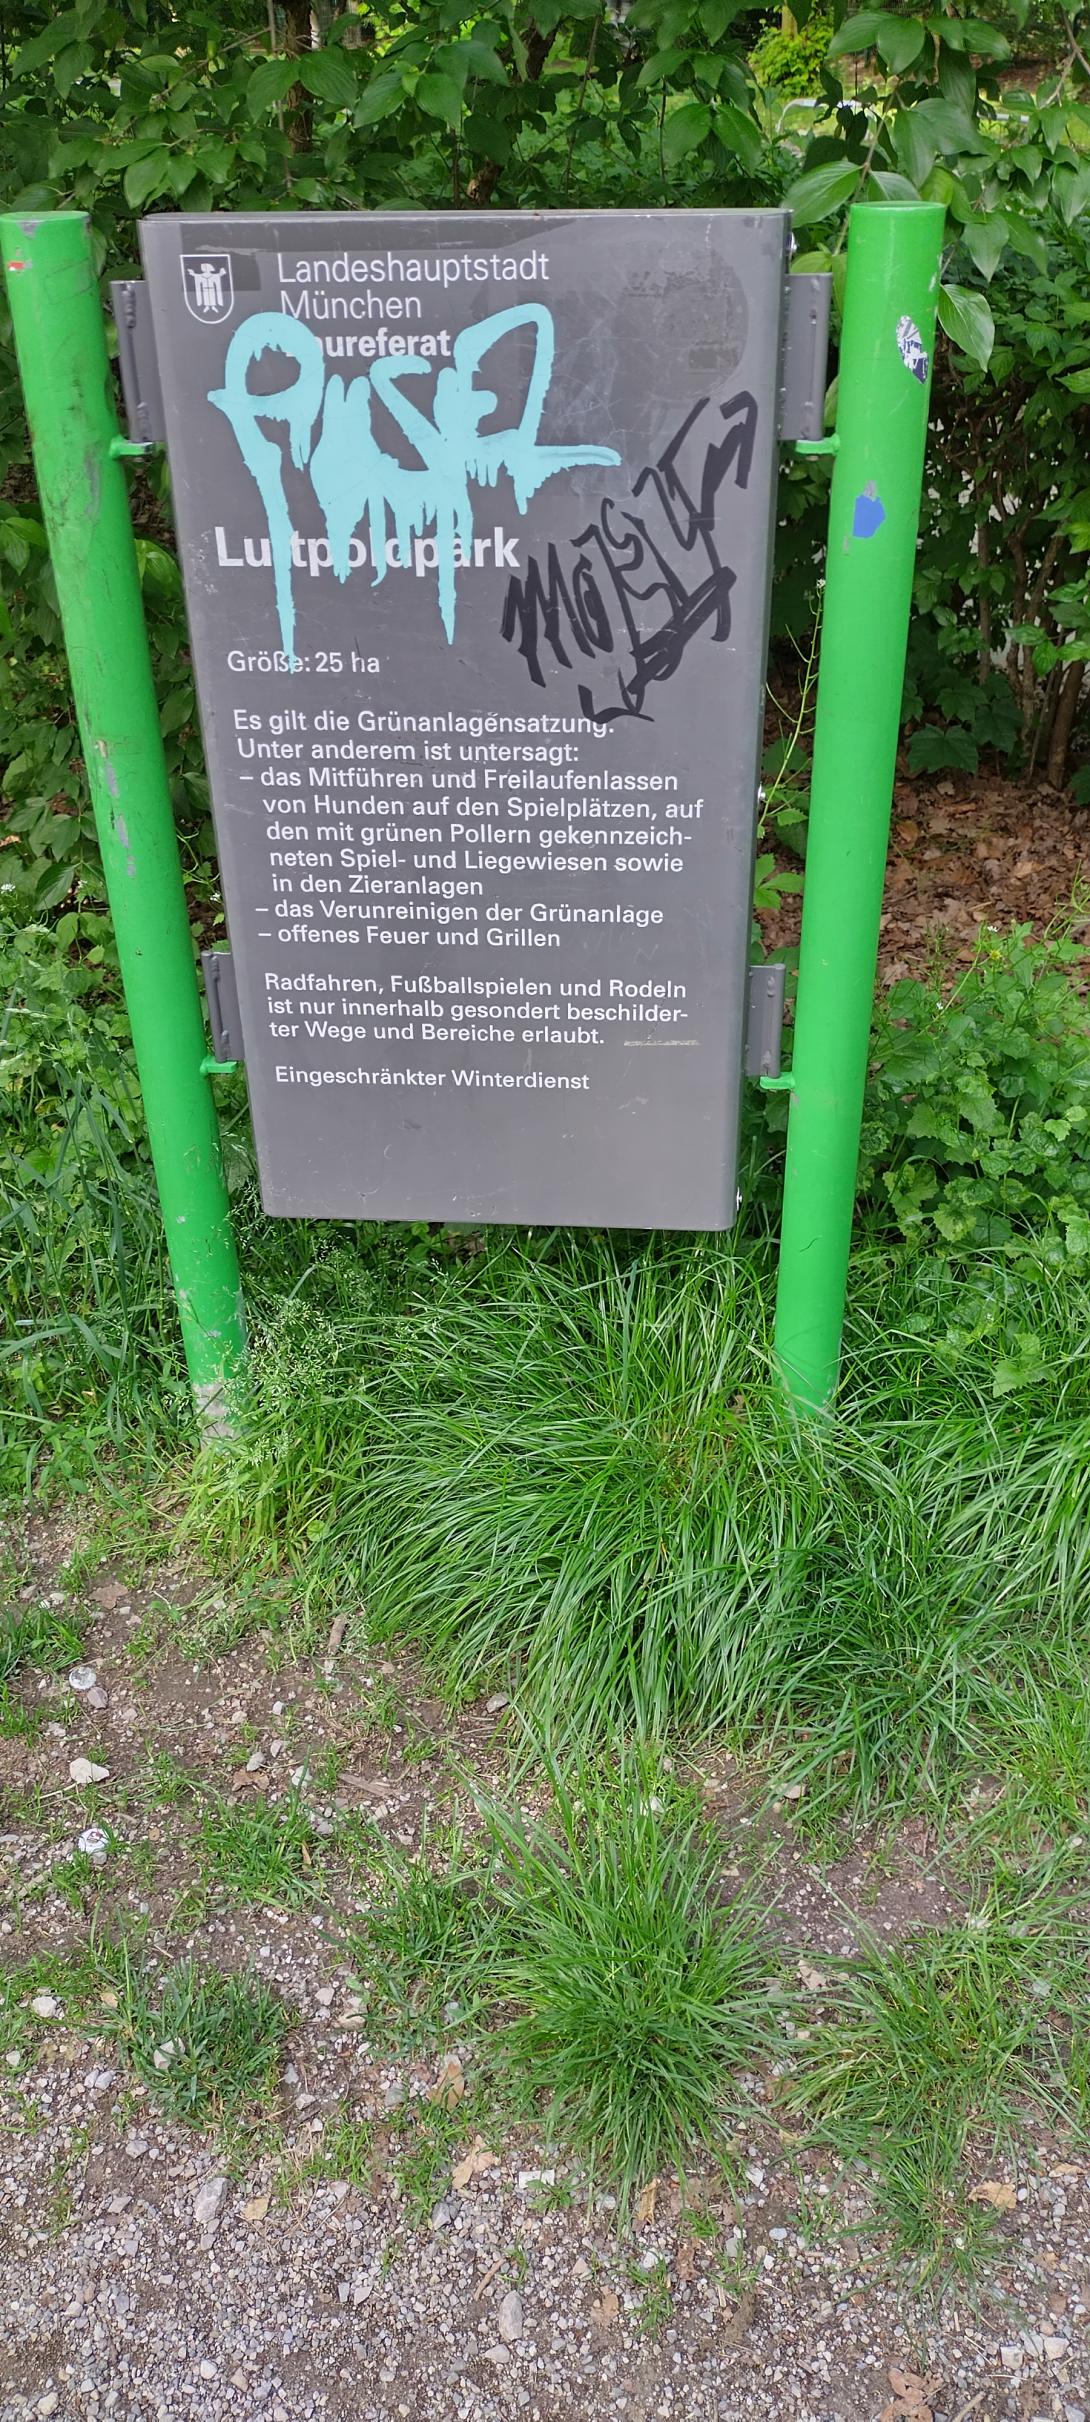 Landeshauptstadt
München
Baureferat
Luitpoldpark
Größe: 25 ha
Es gilt die Grünanlagensatzung.
Unter anderem ist untersagt:
– das Mitführen und Freilaufenlassen
von Hunden auf den Spielplätzen, auf
den mit grünen Pollern gekennzeich-
neten Spiel- und Liegewiesen sowie
in den Zieranlagen
– das Verunreinigen der Grünanlage
– offenes Feuer und Grillen
Radfahren, Fußballspielen und Rodeln
ist nur innerhalb gesondert beschilder-
ter Wege und Bereiche erlaubt.
Eingeschränkter Winterdienst